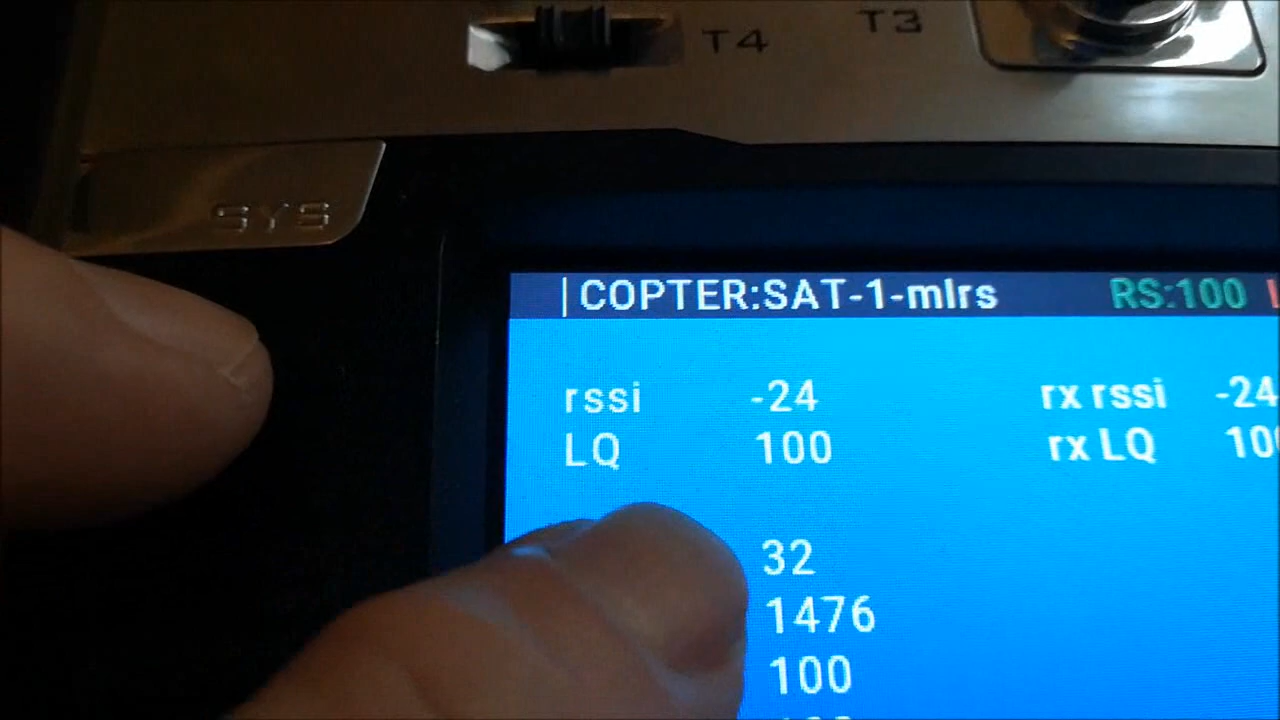 T4
T3
SYS
|COPTER:SAT-1-mlrs RS:100
rssi -24 rx rssi -24
LQ 100 rx LQ 100
32
1476
100